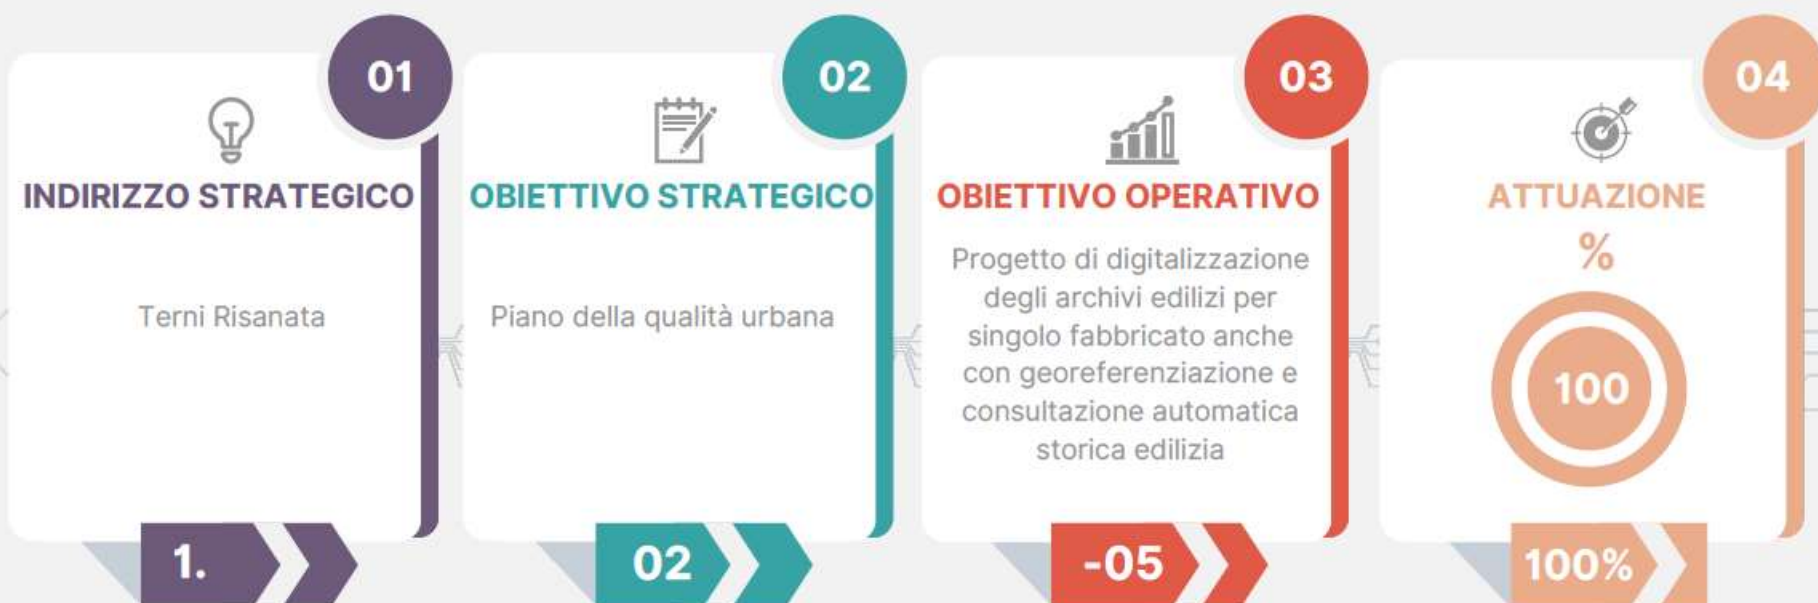 01
INDIRIZZO STRATEGICO
Terni Risanata
1.
02
OBIETTIVO STRATEGICO
Piano della qualità urbana
02
03
OBIETTIVO OPERATIVO
Progetto di digitalizzazione
degli archivi edilizi per
singolo fabbricato anche
con georeferenziazione e
consultazione automatica
storica edilizia
-05
04
ATTUAZIONE
%
100
100%